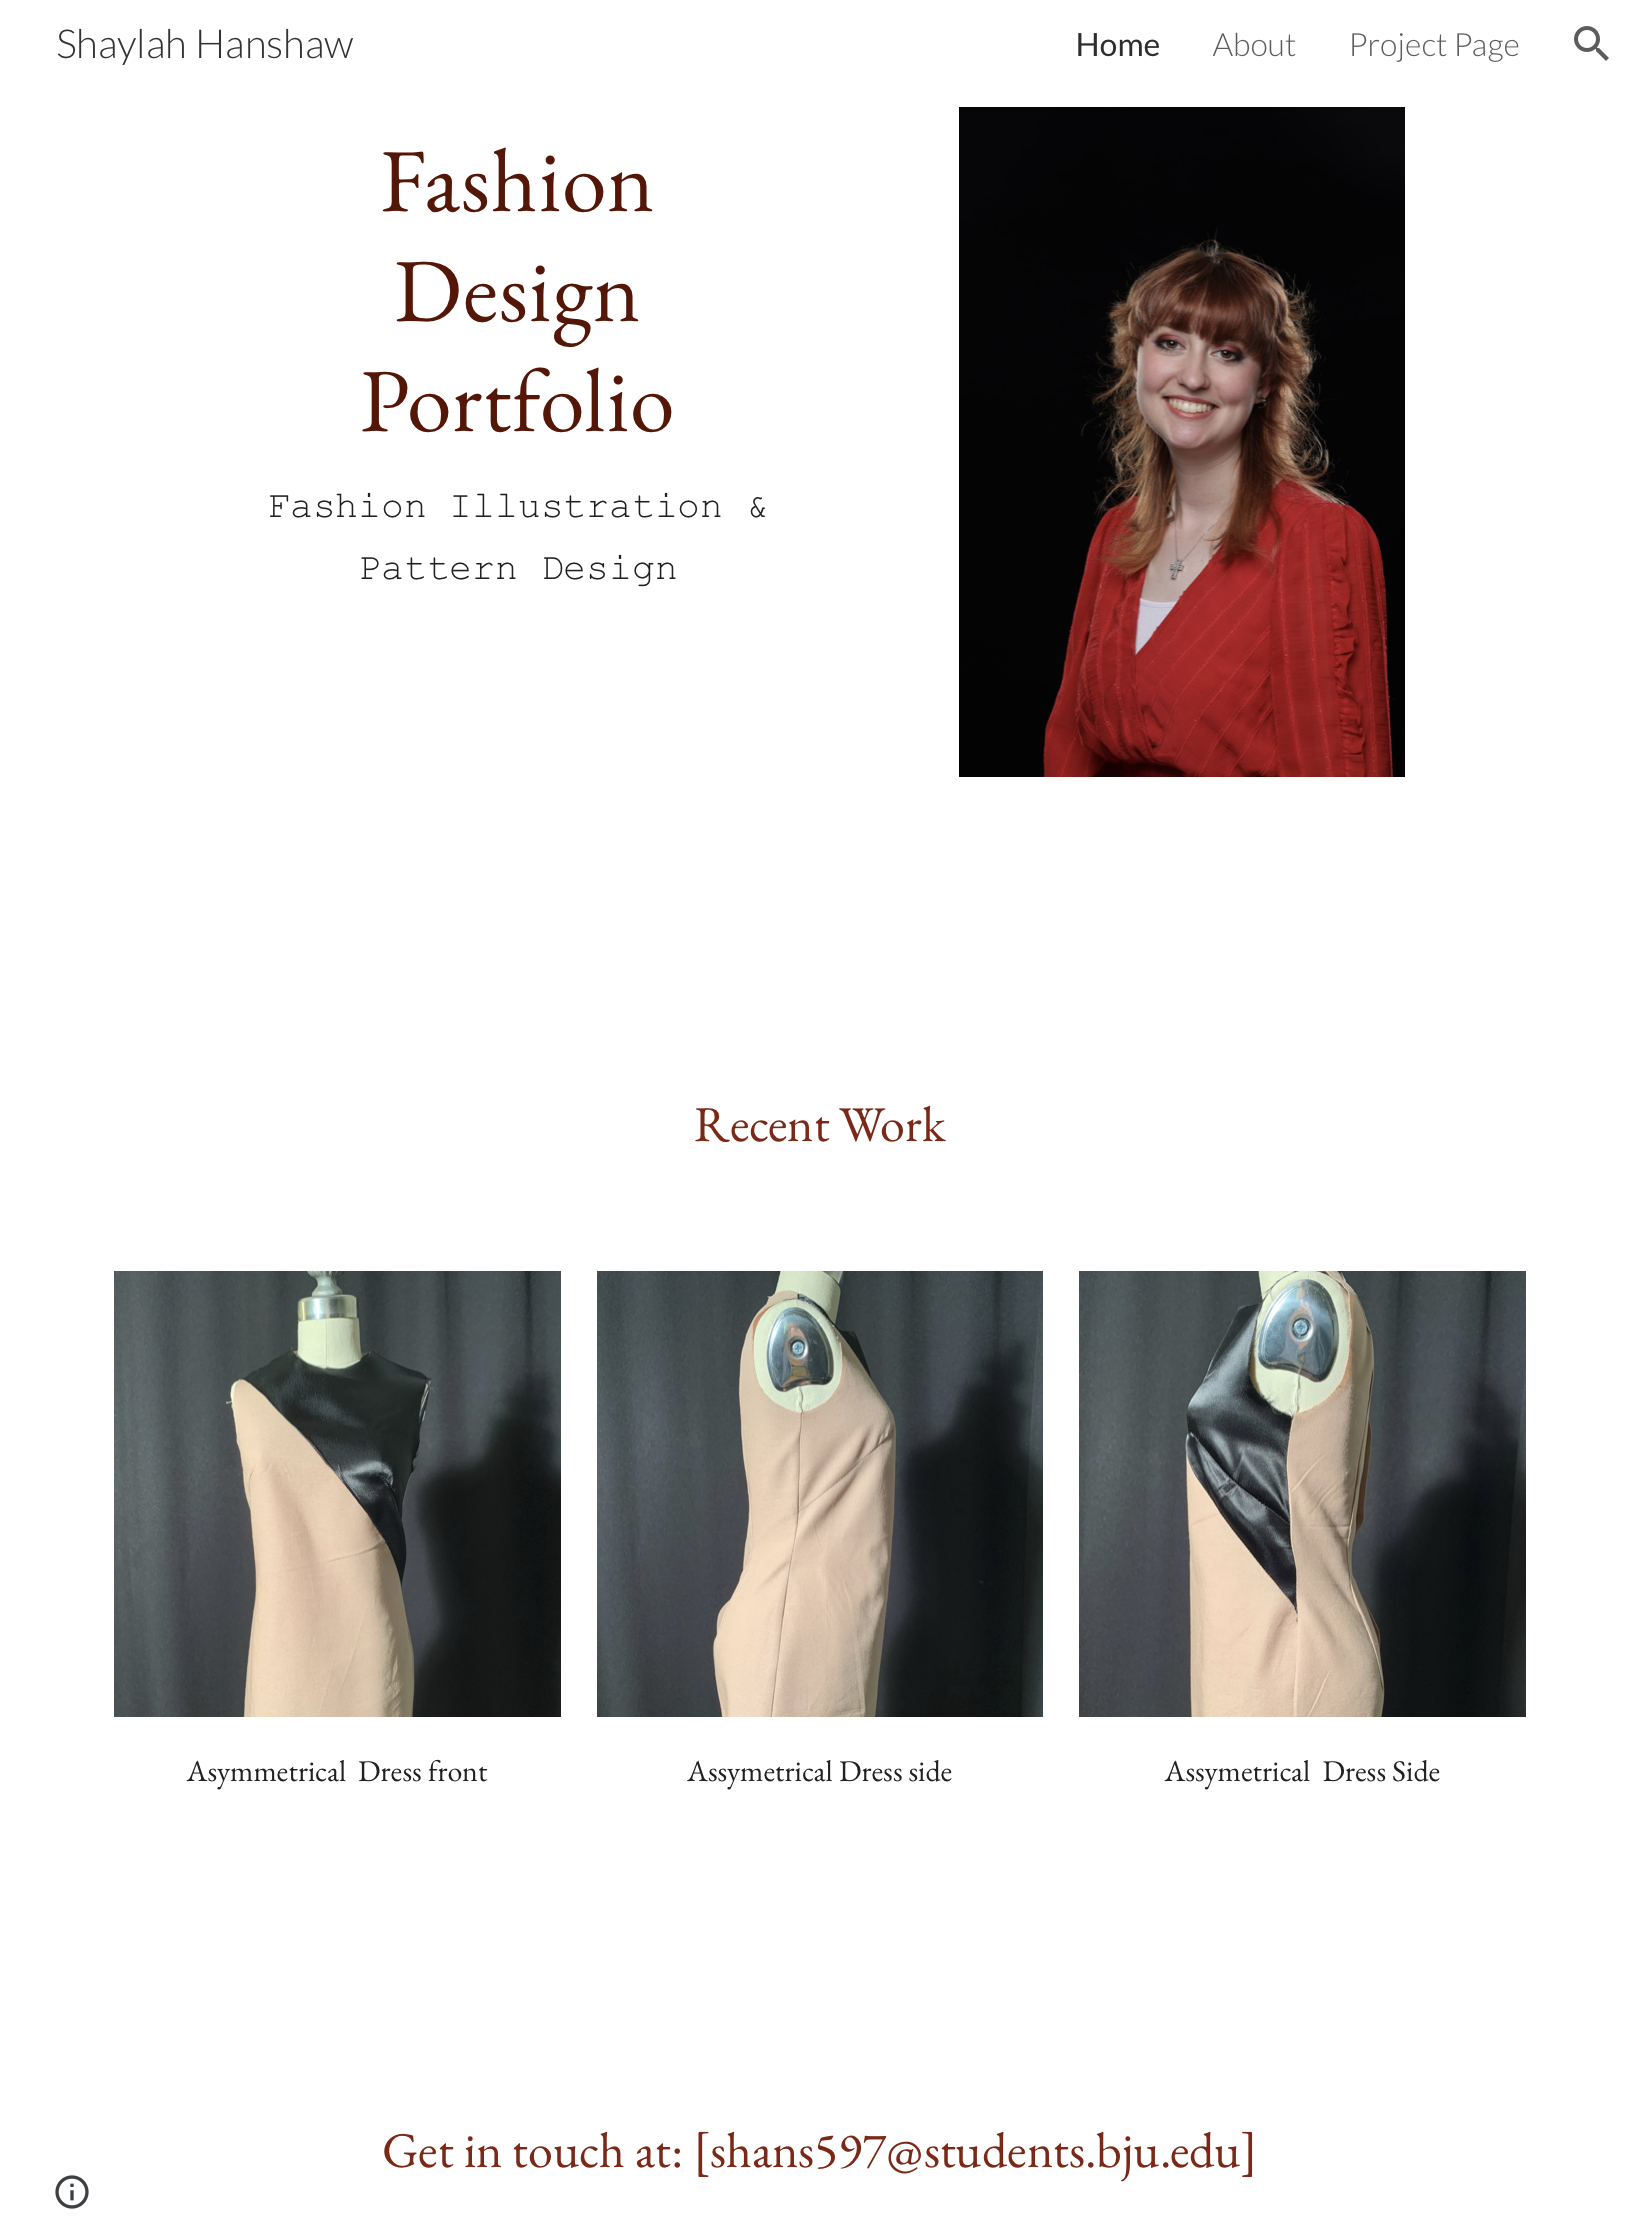 Shaylah Hanshaw
Home About Project Page
Fashion
Design
Portfolio
Fashion Illustration &
Pattern Design
Recent Work
Asymmetrical  Dress front
Assymetrical Dress side
Assymetrical  Dress Side
Get in touch at: [shans597@students.bju.edu]